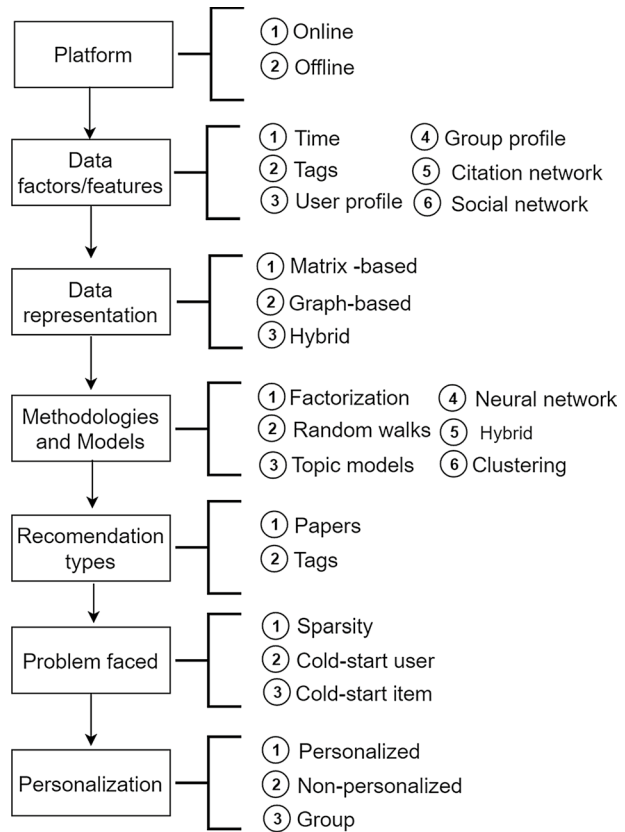 Platform
1 Online
2 Offline
Data
factors/features
1 Time
2 Tags
3 User profile
4 Group profile
5 Citation network
6 Social network
Data
representation
1 Matrix -based
2 Graph-based
3 Hybrid
Methodologies
and Models
1 Factorization
2 Random walks
3 Topic models
4 Neural network
5 Hybrid
6 Clustering
Recomendation
types
1 Papers
2 Tags
Problem faced
1 Sparsity
2 Cold-start user
3 Cold-start item
Personalization
1 Personalized
2 Non-personalized
3 Group